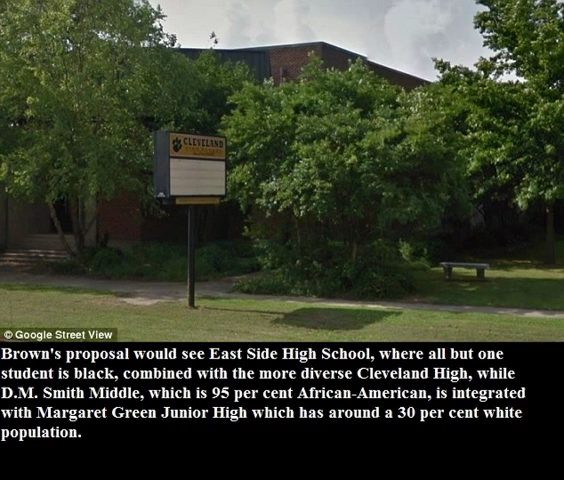 CLEVELAND
© Google Street View
Brown's proposal would see East Side High School, where all but one
student is black, combined with the more diverse Cleveland High, while
D.M. Smith Middle, which is 95 per cent African-American, is integrated
with Margaret Green Junior High which has around a 30 per cent white
population.